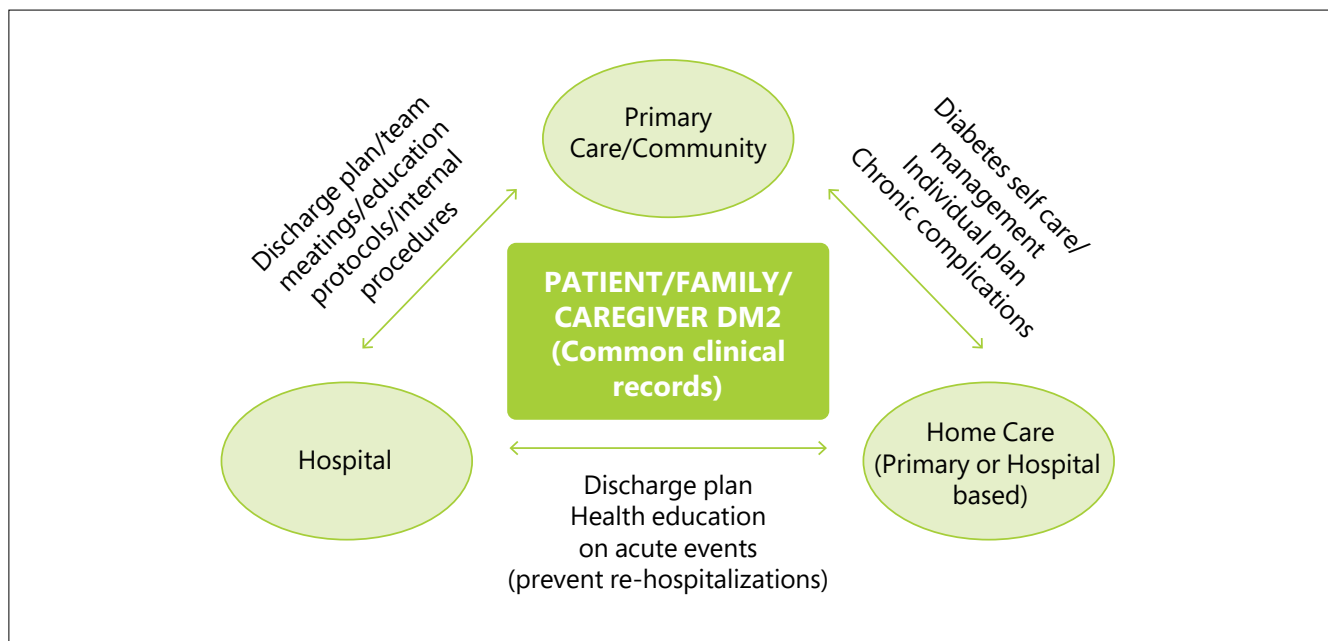 Primary
Care/Community
Discharge plan/team
meatings/education
protocols/internal
procedures
Diabetes self care/
management
Individual plan
Chronic complications
PATIENT/FAMILY/
CAREGIVER DM2
(Common clinical
records)
Hospital
Home Care
(Primary or Hospital
based)
Discharge plan
Health education
on acute events
(prevent re-hospitalizations)